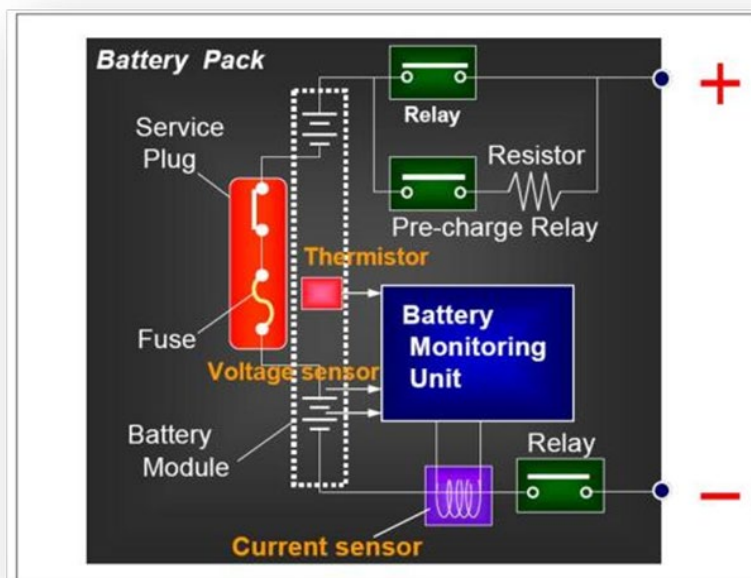 Battery Pack
+
Relay
Service
Plug
Resistor
Pre-charge Relay
Thermistor
Battery
Monitoring
Unit
Fuse
Voltage sensor
Battery
Module
Relay
−
Current sensor